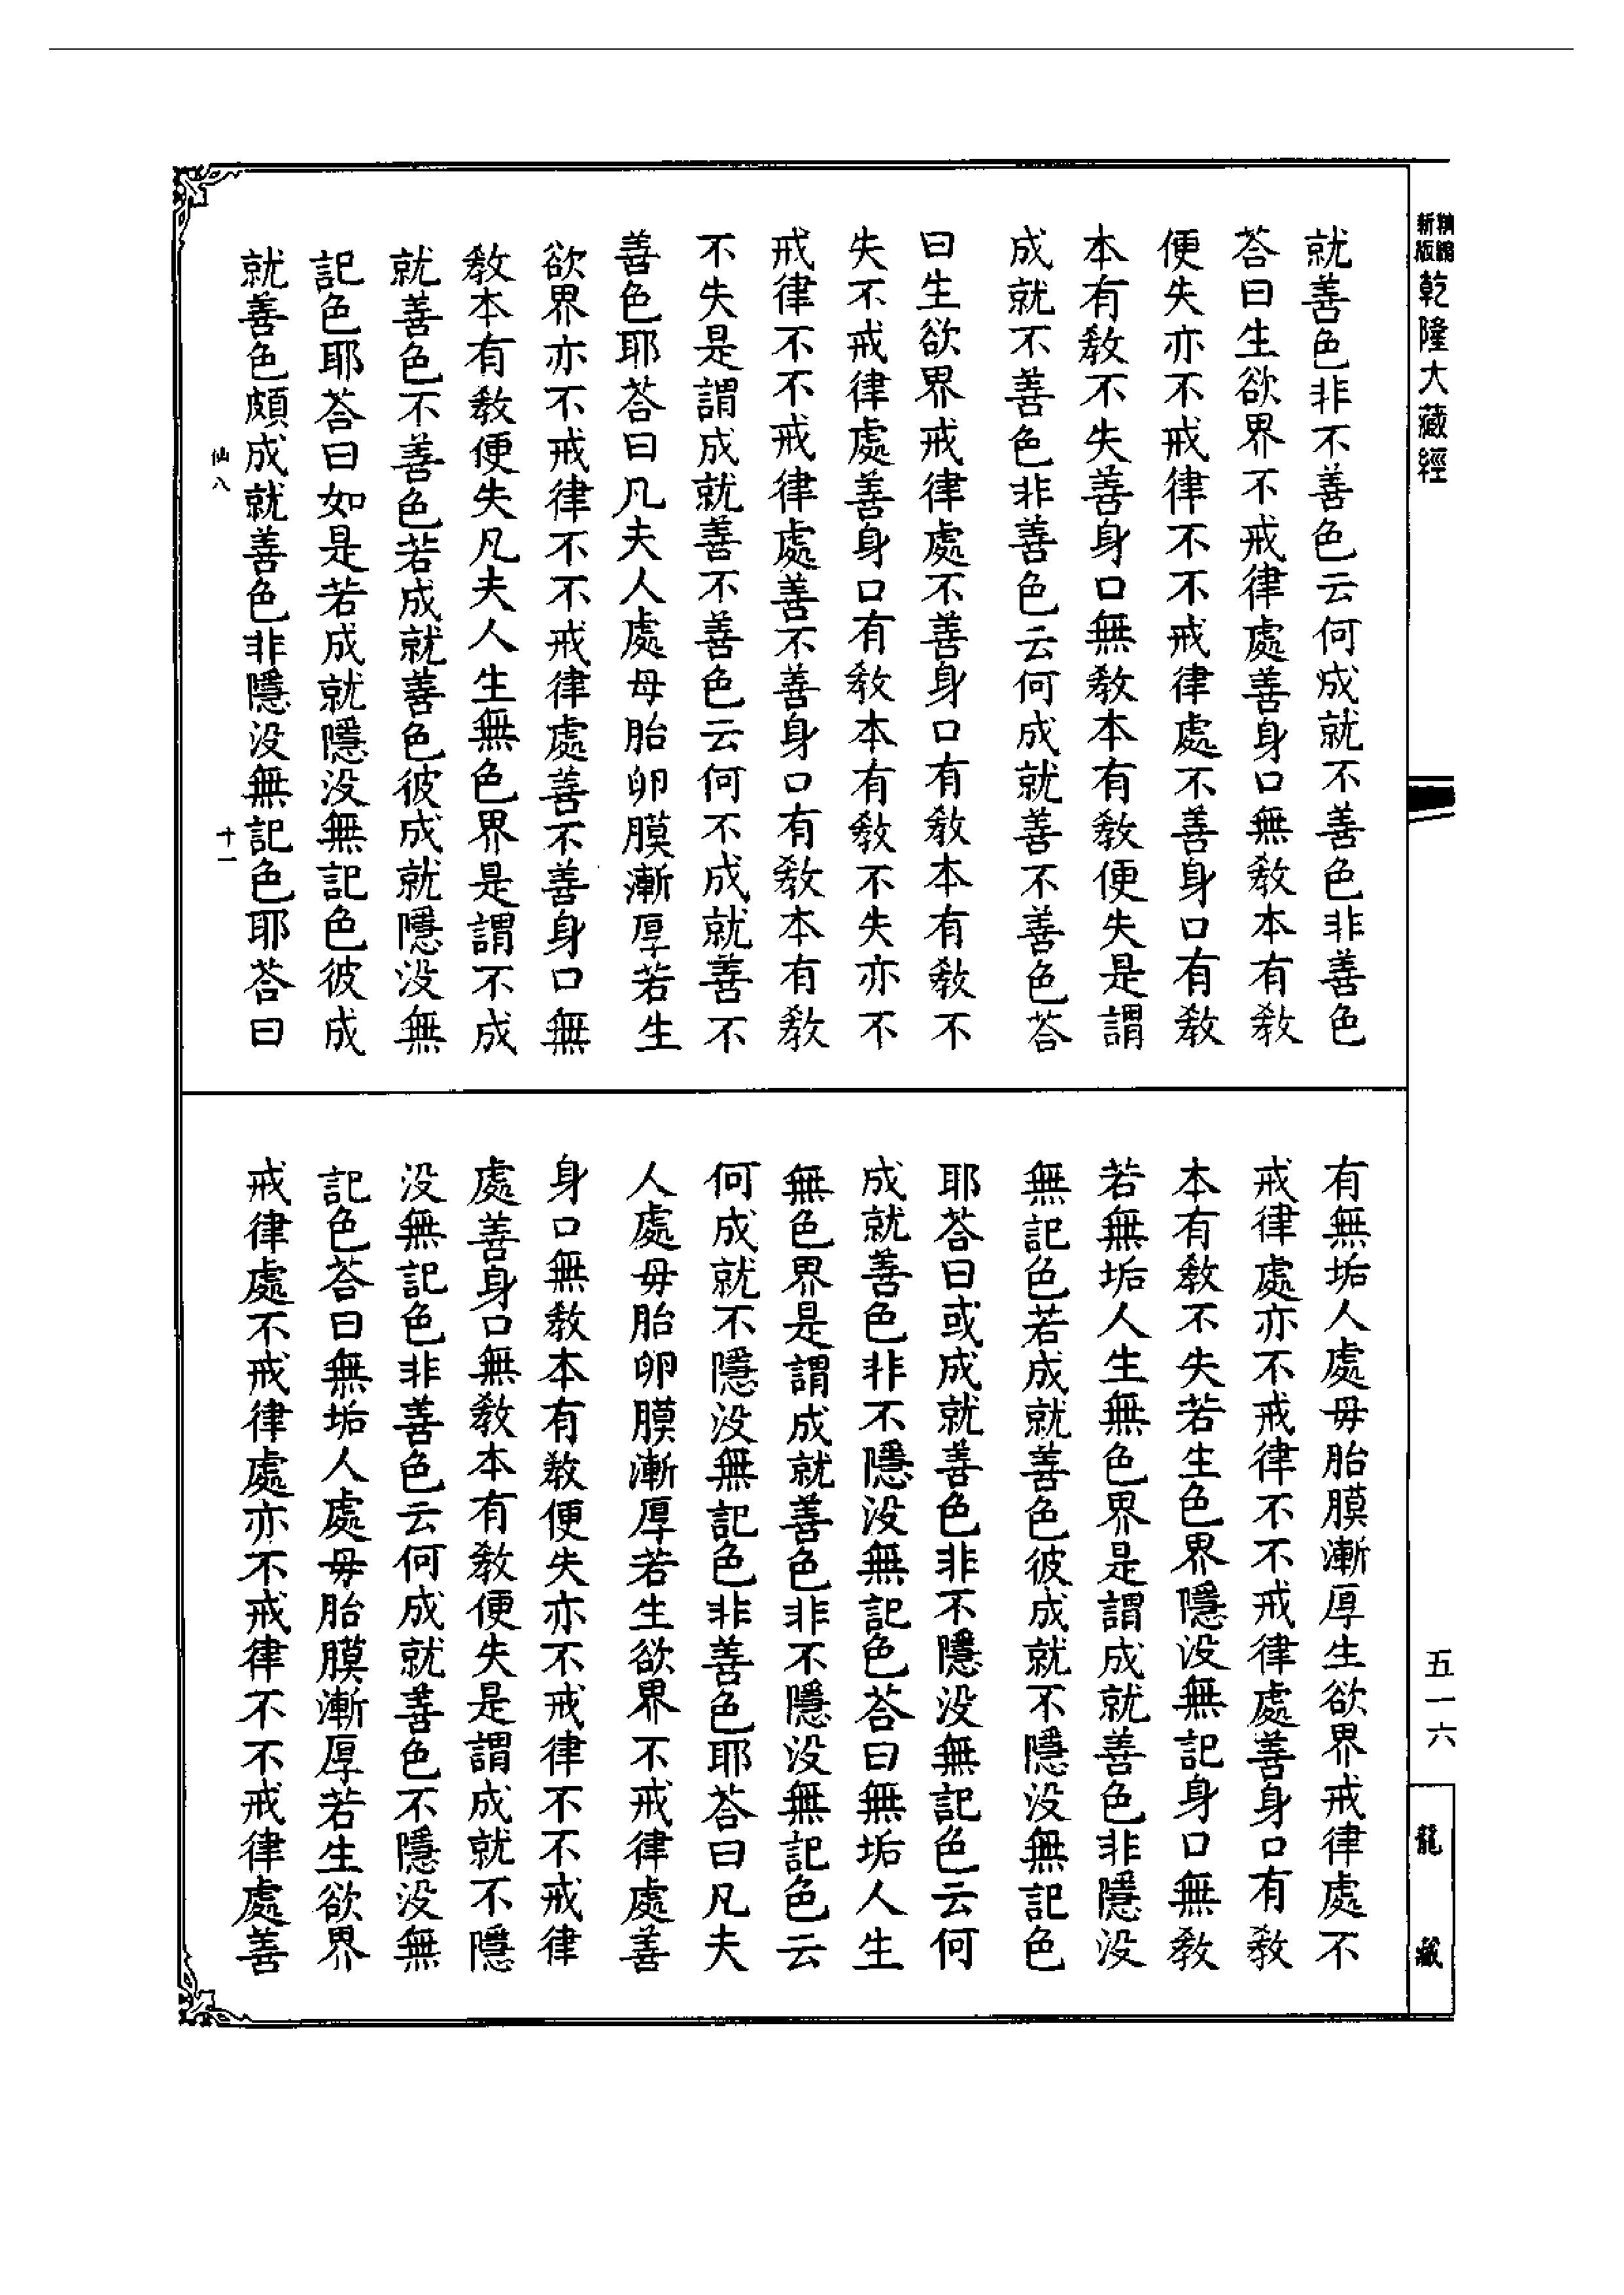 新版精編乾隆大藏經
就善色非不善色云何成就不善色非善色
荅曰生欲界不戒律處善身口無教本有教
便失亦不戒律不不戒律處不善身口有教
本有教不失善身口無教本有教便失是謂
成就不善色非善色云何成就善不善色荅
曰生欲界戒律處不善身口有教本有教不
失不戒律處善身口有教本有教不失亦不
戒律不不戒律處善不善身口有教本有教
不失是謂成就善不善色云何不成就善不
善色耶荅曰凡夫人處母胎卵膜漸厚若生
欲界亦不戒律不不戒律處善不善身口無
教本有教便失凡夫人生無色界是謂不成
就善色不善色若成就善色彼成就隱没無
記色耶荅曰如是若成就隱没無記色彼成
就善色頗成就善色非隱没無記色耶荅曰
仙八
十一
有無垢人處母胎膜漸厚生欲界戒律處不
戒律處亦不戒律不不戒律處善身口有教
本有教不失若生色界隱没無記身口無教
若無垢人生無色界是謂成就善色非隱没
無記色若成就善色彼成就不隱没無記色
耶荅曰或成就善色非不隱没無記色云何
成就善色非不隱没無記色荅曰無垢人生
無色界是謂成就善色非不隱没無記色云
何成就不隱没無記色非善色耶荅曰凡夫
人處母胎卵膜漸厚若生欲界不戒律處善
身口無教本有教便失亦不戒律不不戒律
處善身口無教本有教便失是謂成就不隱
没無記色非善色云何成就善色不隱没無
記色荅曰無垢人處母胎膜漸厚若生欲界
戒律處不戒律處亦不戒律不不戒律處善
五一六
龍藏